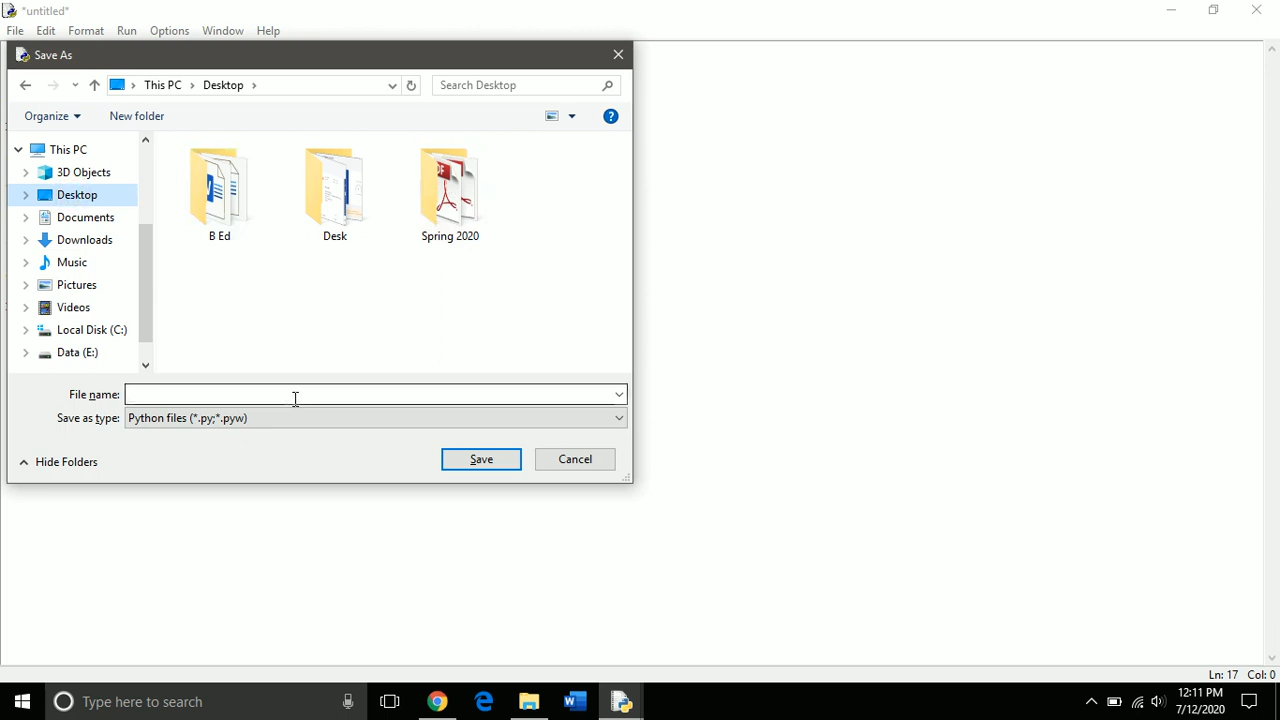 *untitled*
File Edit Format Run Options Window Help
Save As
This PC Desktop Search Desktop
Organize New folder
This PC
3D Objects
Desktop
Documents
Downloads
Music
Pictures
Videos
Local Disk (C:)
Data (E:)
B Ed Desk Spring 2020
File name:
Save as type: Python files (*.py;*.pyw)
Hide Folders Save Cancel
Ln: 17 Col: 0
Type here to search
12:11 PM
7/12/2020